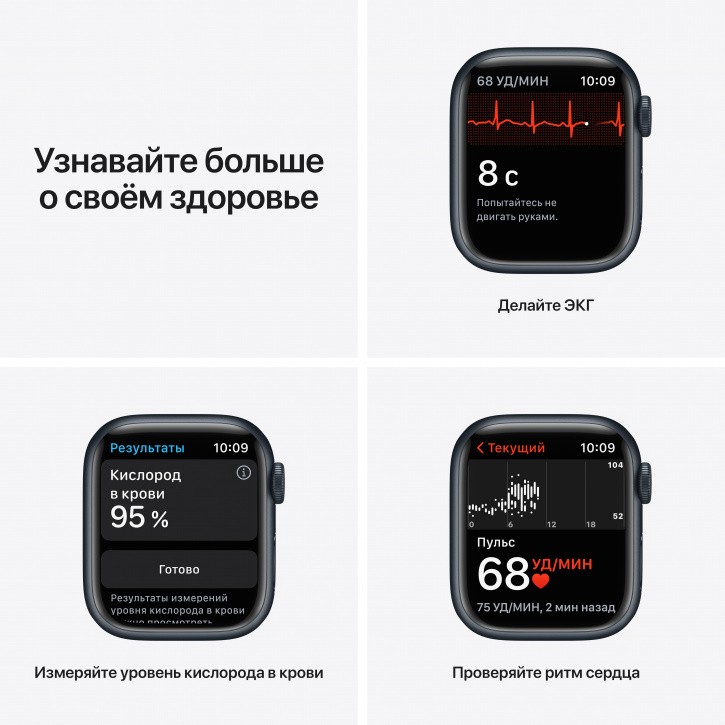 Узнавайте больше
о своём здоровье
68 УД/МИН 10:09
8 с
Попытайтесь не
двигать руками.
Делайте ЭКГ
Результаты 10:09
Кислород
в крови
95 %
Готово
Результаты измерений
уровня кислорода в крови
можно просмотреть
Измеряйте уровень кислорода в крови
Текущий 10:09
104
52
0 6 12 18
Пульс
68 УД/МИН
75 УД/МИН, 2 мин назад
Проверяйте ритм сердца